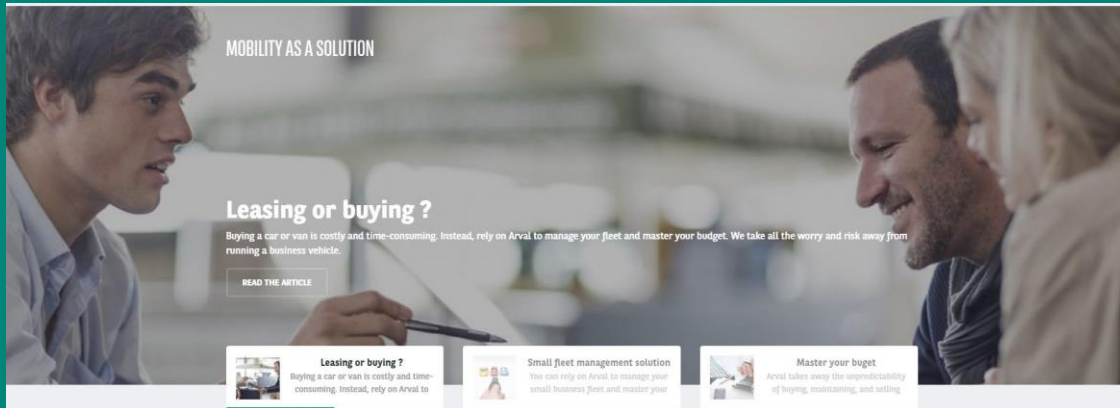 MOBILITY AS A SOLUTION
Leasing or buying ?
Buying a car or van is costly and time-consuming. Instead, rely on Arval to manage your fleet and master your budget. We take all the worry and risk away from
running a business vehicle.
READ THE ARTICLE
Leasing or buying ?
Buying a car or van is costly and time-
consuming. Instead, rely on Arval to
Small fleet management solution
You can rely on Arval to manage your
small business fleet and master your
Master your buget
Arval takes away the unpredictability
of buying, maintaining, and selling